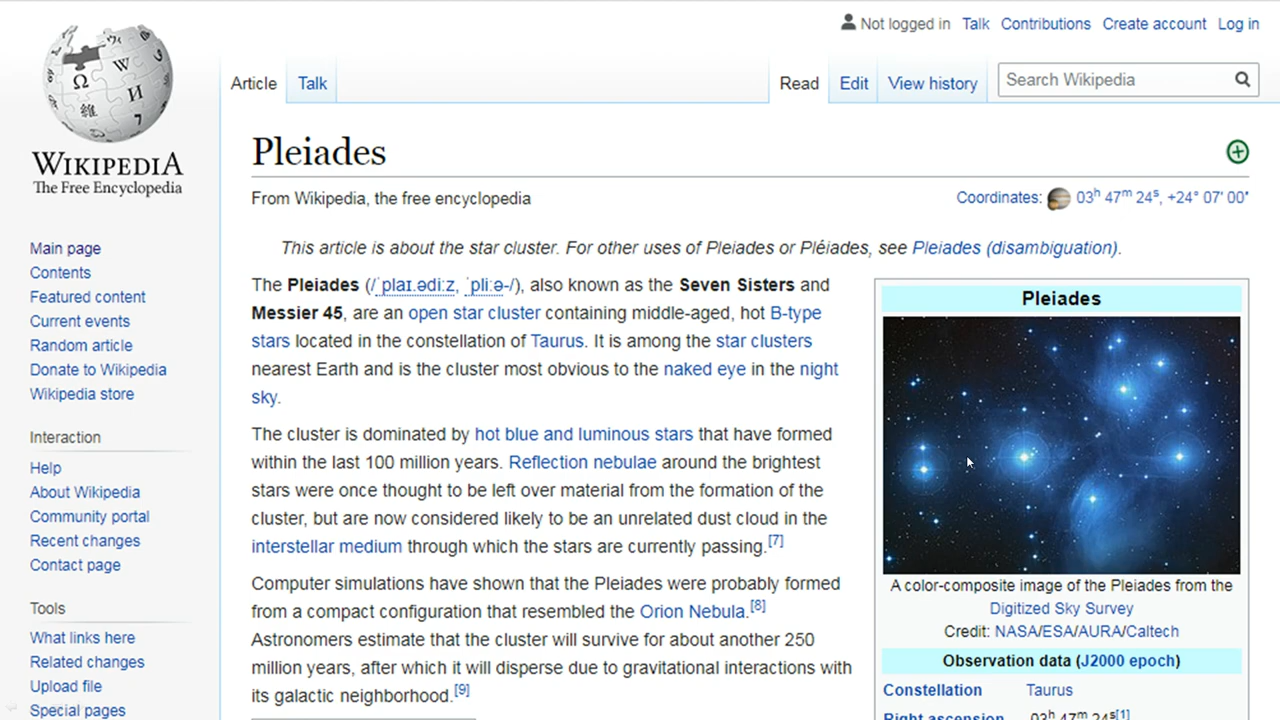 Not logged in Talk Contributions Create account Log in
Article Talk Read Edit View history Search Wikipedia
WIKIPEDIA
The Free Encyclopedia
Main page
Contents
Featured content
Current events
Random article
Donate to Wikipedia
Wikipedia store
Interaction
Help
About Wikipedia
Community portal
Recent changes
Contact page
Tools
What links here
Related changes
Upload file
Special pages
Pleiades
From Wikipedia, the free encyclopedia
Coordinates: 03h 47m 24s, +24° 07′ 00″
This article is about the star cluster. For other uses of Pleiades or Pléiades, see Pleiades (disambiguation).
The Pleiades (/ˈplaɪ.ədiːz, ˈpliːə-/), also known as the Seven Sisters and
Messier 45, are an open star cluster containing middle-aged, hot B-type
stars located in the constellation of Taurus. It is among the star clusters
nearest Earth and is the cluster most obvious to the naked eye in the night
sky.
The cluster is dominated by hot blue and luminous stars that have formed
within the last 100 million years. Reflection nebulae around the brightest
stars were once thought to be left over material from the formation of the
cluster, but are now considered likely to be an unrelated dust cloud in the
interstellar medium through which the stars are currently passing.[7]
Computer simulations have shown that the Pleiades were probably formed
from a compact configuration that resembled the Orion Nebula.[8]
Astronomers estimate that the cluster will survive for about another 250
million years, after which it will disperse due to gravitational interactions with
its galactic neighborhood.[9]
Pleiades
A color-composite image of the Pleiades from the
Digitized Sky Survey
Credit: NASA/ESA/AURA/Caltech
Observation data (J2000 epoch)
Constellation Taurus
Right ascension 03h 47m 24s[1]